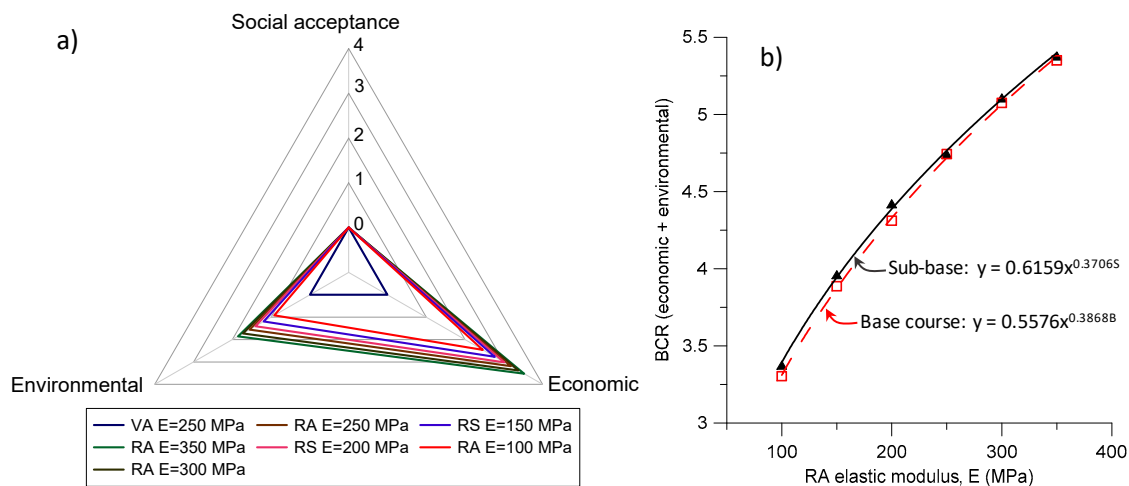 a)
Social acceptance
4
3
2
1
0
Environmental
Economic
VA E=250 MPa
RA E=250 MPa
RS E=150 MPa
RA E=350 MPa
RS E=200 MPa
RA E=100 MPa
RA E=300 MPa
b)
BCR (economic + environmental)
5.5
5
4.5
4
3.5
3
Sub-base: y = 0.6159x^0.3706S
Base course: y = 0.5576x^0.3868B
100
200
300
400
RA elastic modulus, E (MPa)